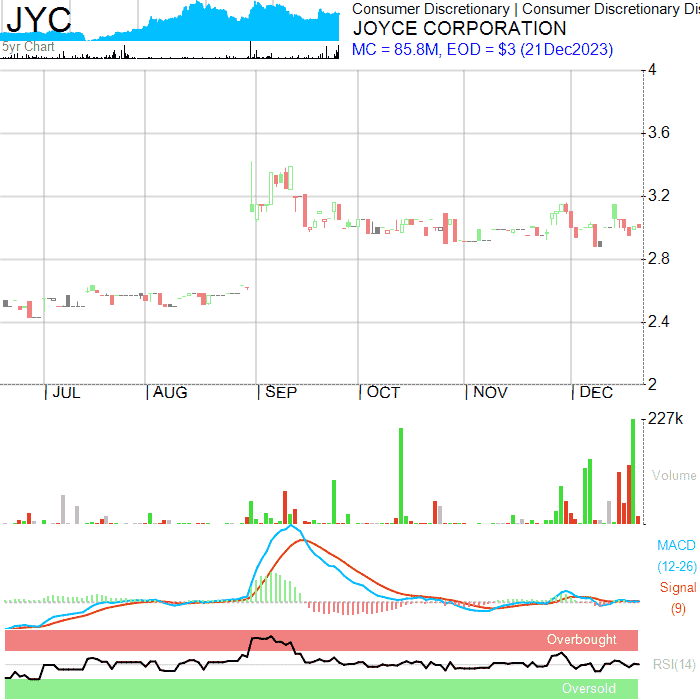 JYC
5yr Chart
Consumer Discretionary | Consumer Discretionary Dis
JOYCE CORPORATION
MC = 85.8M, EOD = $3 (21Dec2023)
4
3.6
3.2
2.8
2.4
2
| JUL | AUG | SEP | OCT | NOV | DEC
227k
Volume
MACD
(12-26)
Signal
(9)
Overbought
RSI(14)
Oversold